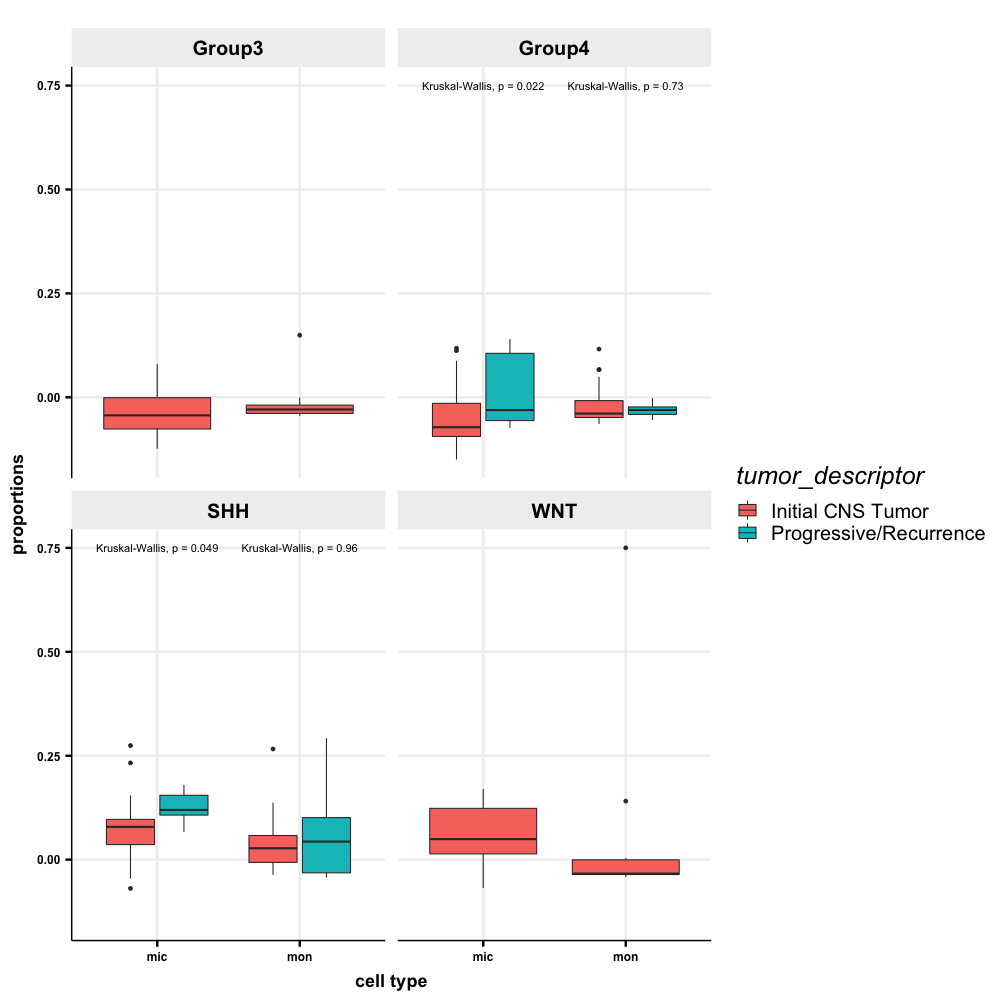 Group3
Group4
Kruskal-Wallis, p = 0.022
Kruskal-Wallis, p = 0.73
0.75
0.50
0.25
0.00
SHH
WNT
Kruskal-Wallis, p = 0.049
Kruskal-Wallis, p = 0.96
0.75
0.50
0.25
0.00
mic
mon
mic
mon
cell type
proportions
tumor_descriptor
Initial CNS Tumor
Progressive/Recurrence